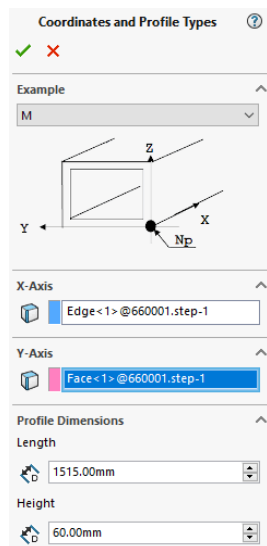 Coordinates and Profile Types
Example
M
Z
Y
X
Np
X-Axis
Edge<1>@660001.step-1
Y-Axis
Face<1>@660001.step-1
Profile Dimensions
Length
D 1515.00mm
Height
D 60.00mm